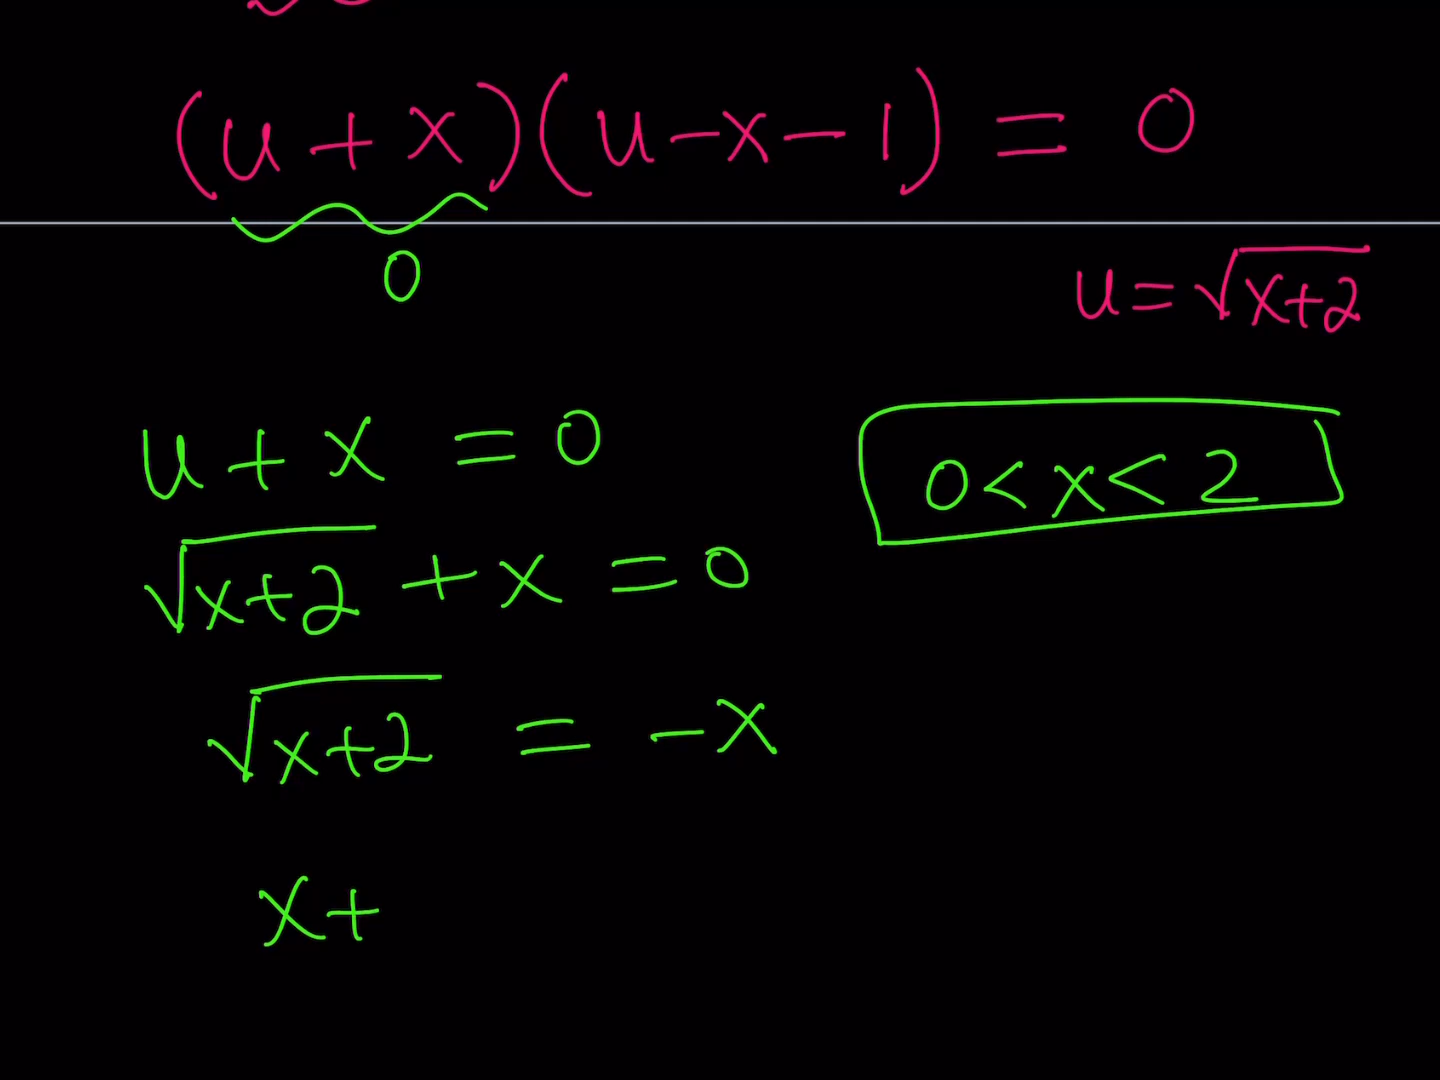 (u + x)(u - x - 1) = 0
0
u = √(x+2)
u + x = 0
0 < x < 2
√(x+2) + x = 0
√(x+2) = -x
x +